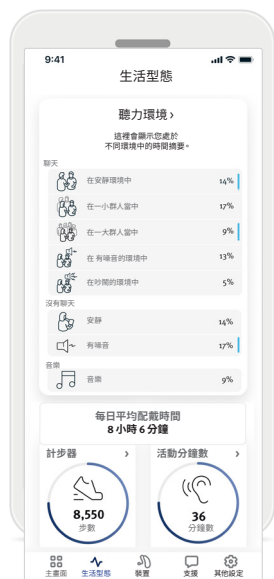 9:41
生活型態
聽力環境 ›
這裡會顯示您處於
不同環境中的時間摘要。
聊天
在安靜環境中 14%
在一小群人當中 17%
在一大群人當中 9%
在 有噪音的環境中 13%
在吵鬧的環境中 5%
沒有聊天
安靜 14%
有噪音 17%
音樂
音樂 9%
每日平均配戴時間
8 小時 6 分鐘
計步器 › 活動分鐘數 ›
8,550 36
步數 分鐘數
主畫面 生活型態 裝置 支援 其他設定